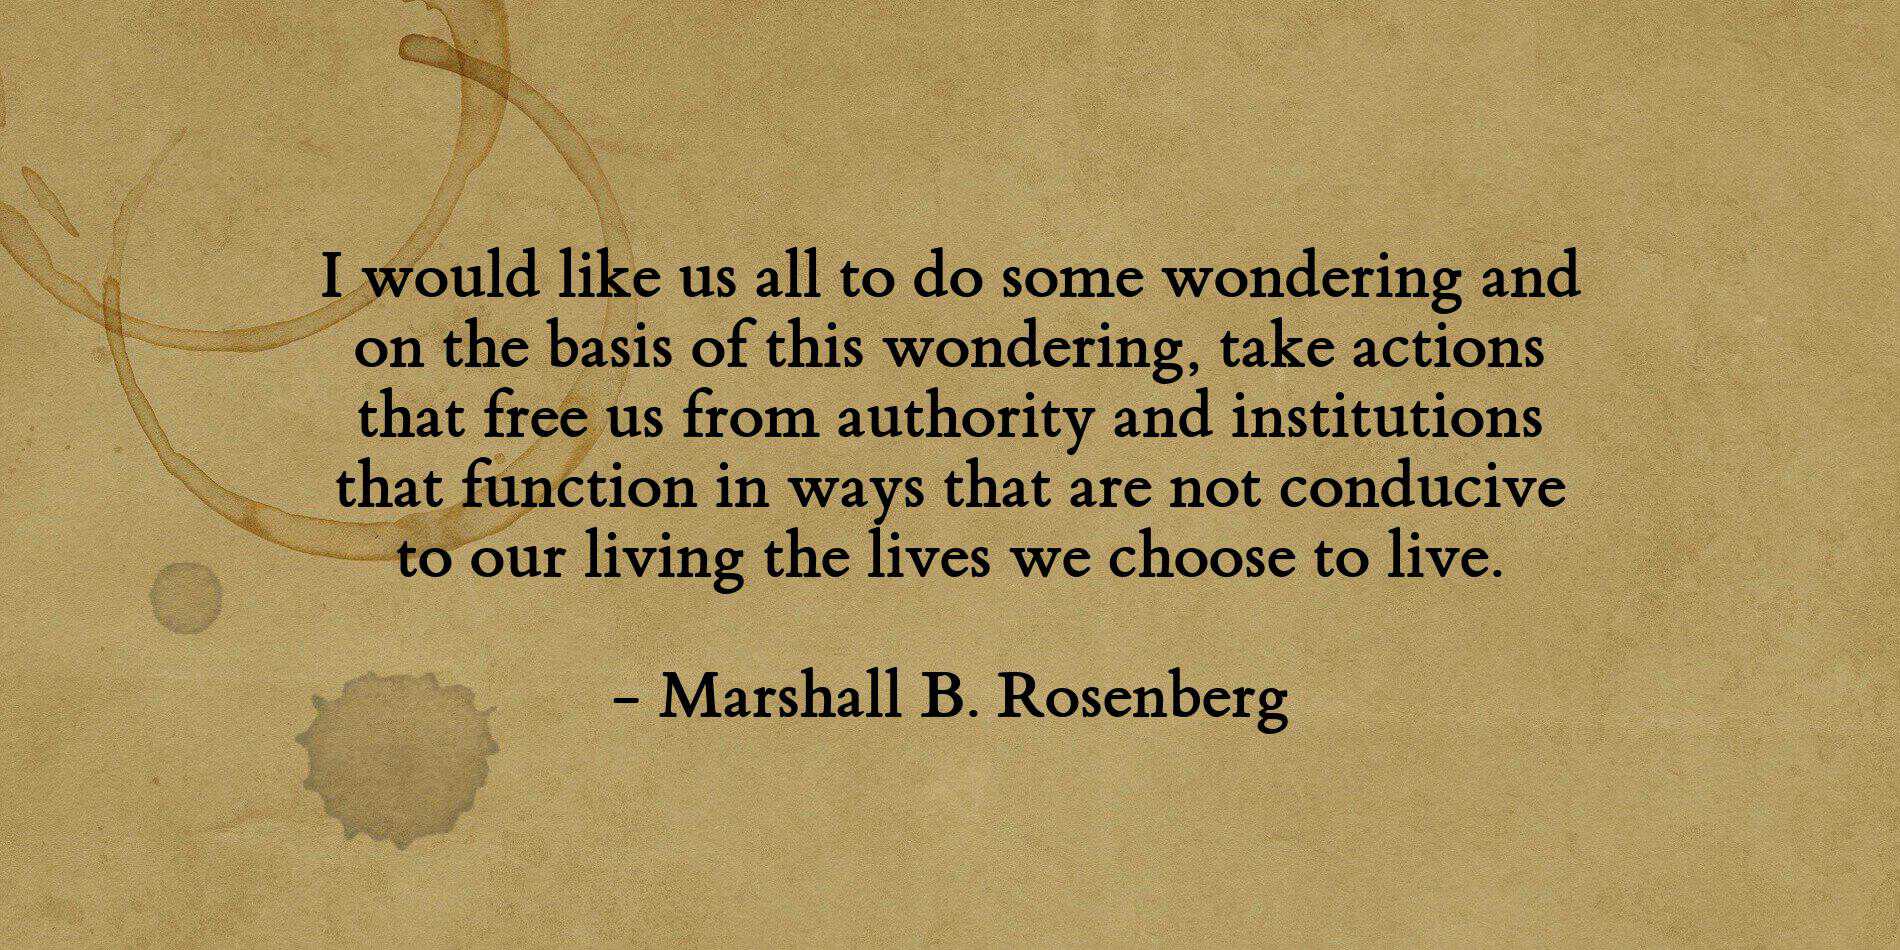 I would like us all to do some wondering and
on the basis of this wondering, take actions
that free us from authority and institutions
that function in ways that are not conducive
to our living the lives we choose to live.
- Marshall B. Rosenberg